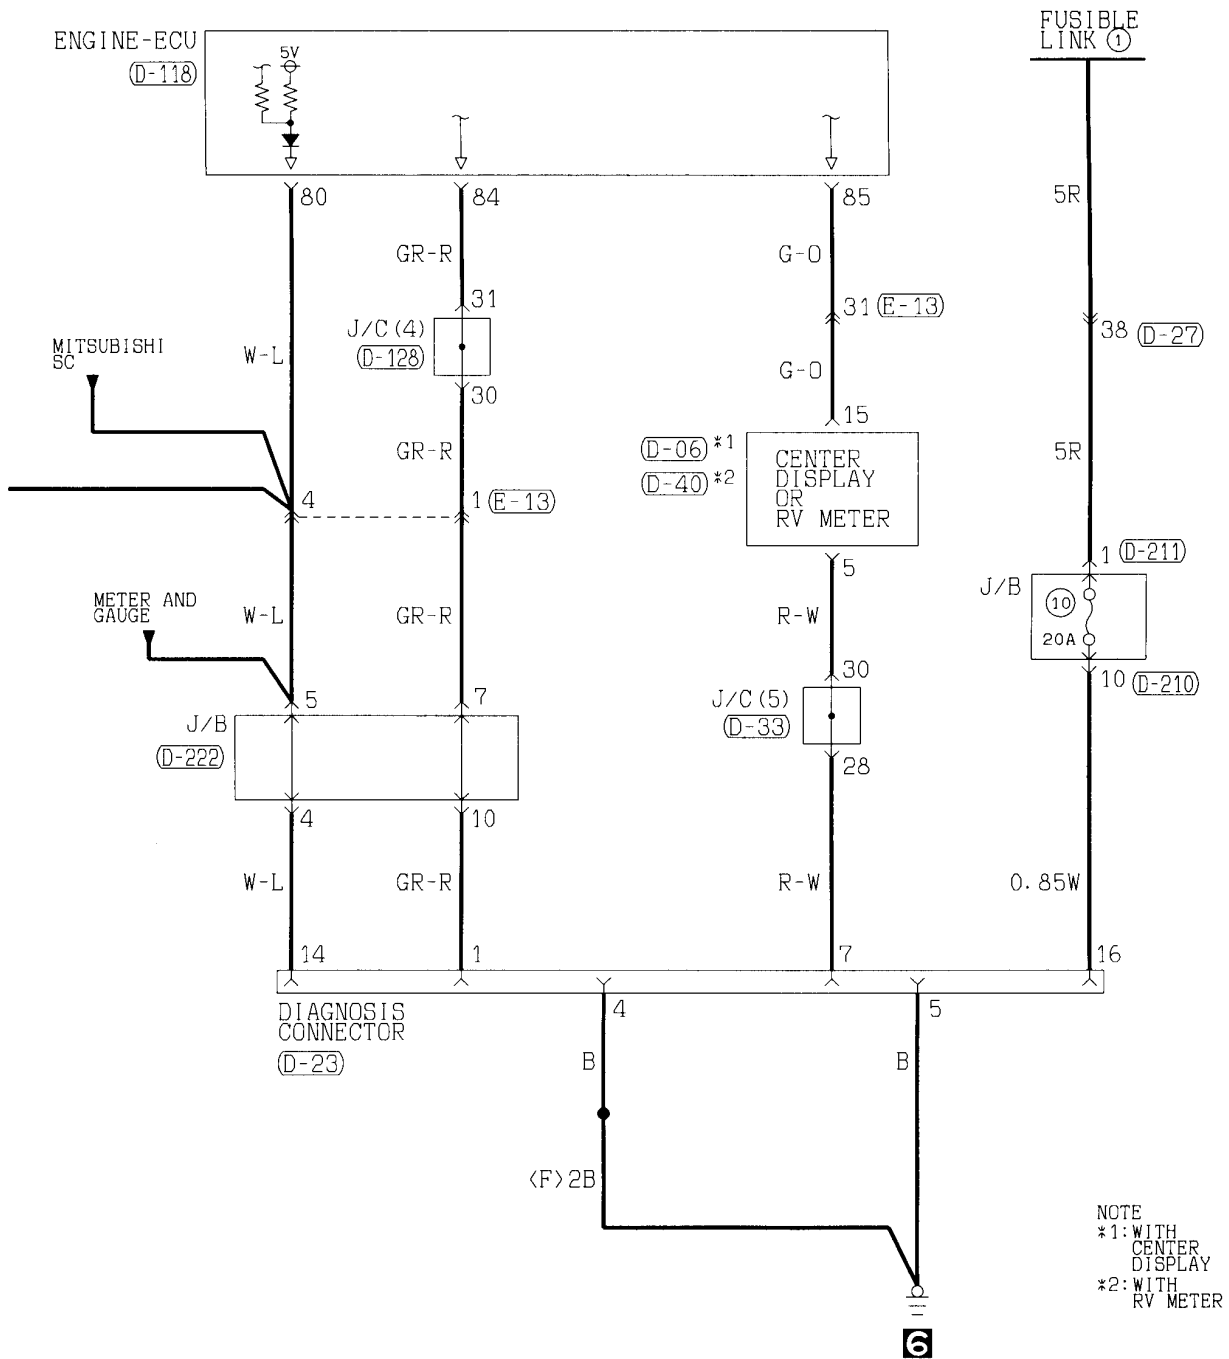 ENGINE-ECU
(D-118)
5V
FUSIBLE
LINK ①
80
84
85
5R
GR-R
G-O
31
31 (E-13)
J/C (4)
(D-128)
38 (D-27)
MITSUBISHI
SC
W-L
30
G-O
15
(D-06) *1
(D-40) *2
CENTER
DISPLAY
OR
RV METER
GR-R
5R
4
1 (E-13)
1 (D-211)
5
J/B
⑩
20A
METER AND
GAUGE
W-L
GR-R
R-W
30
10 (D-210)
5
7
J/C (5)
(D-33)
J/B
(D-222)
28
4
10
W-L
GR-R
R-W
0.85W
14
1
7
16
DIAGNOSIS
CONNECTOR
(D-23)
4
5
B
B
<F>2B
NOTE
*1:WITH
CENTER
DISPLAY
*2:WITH
RV METER
6